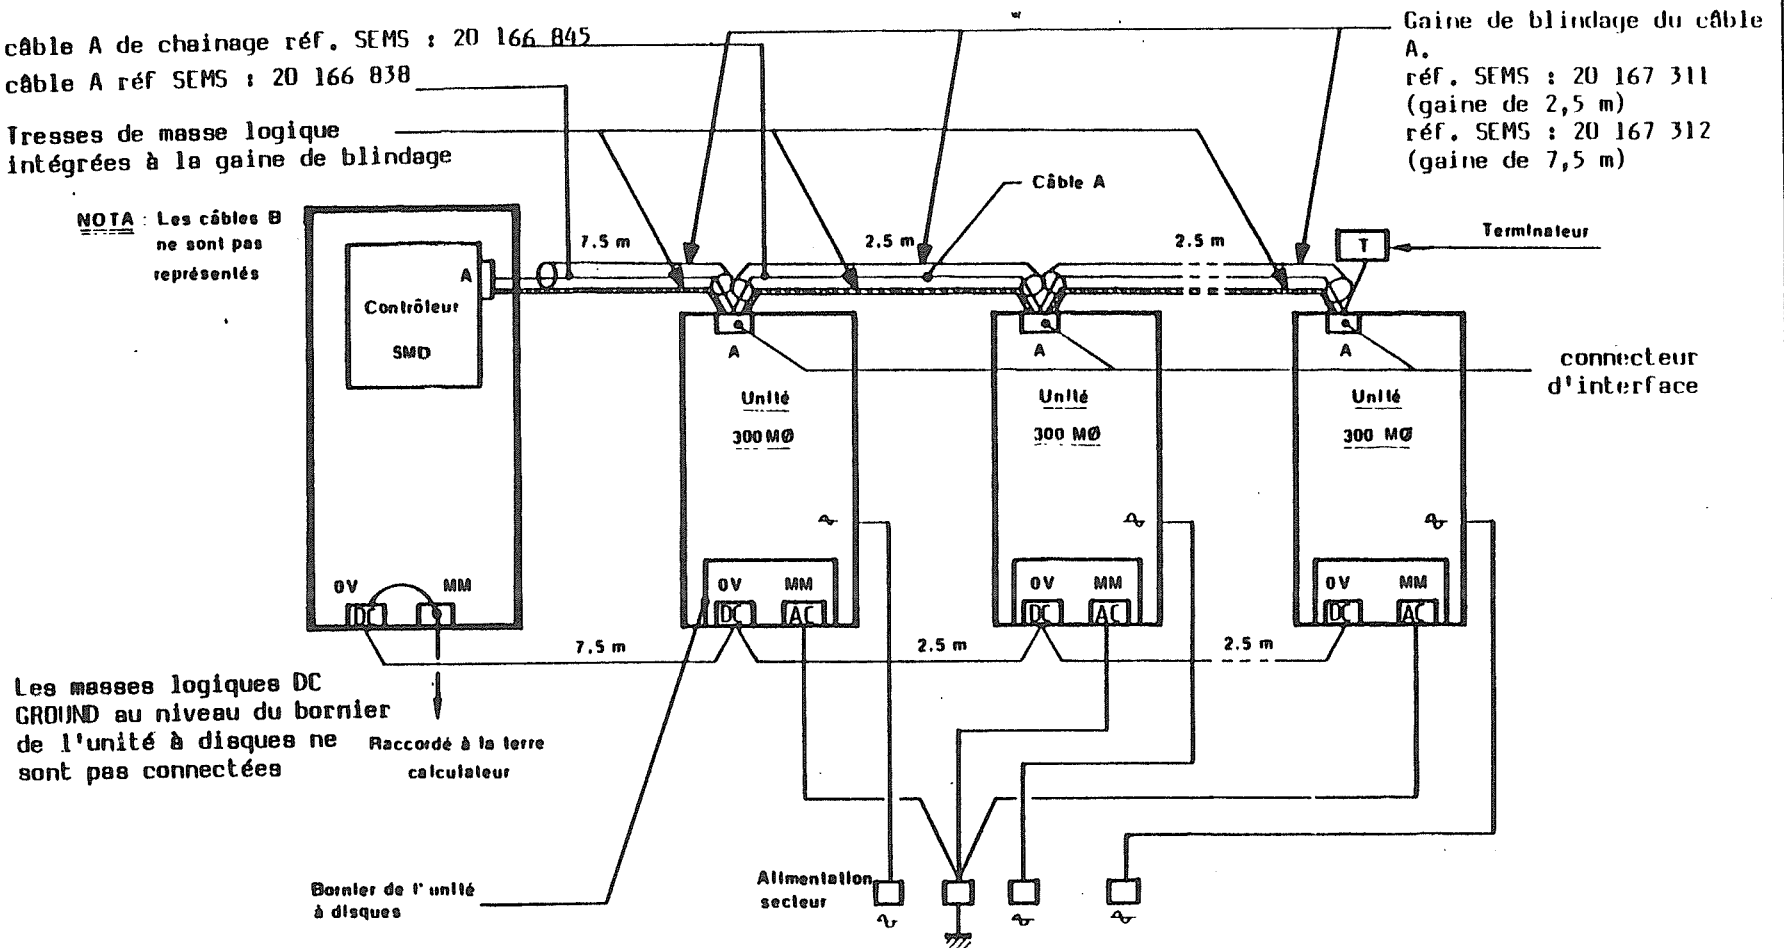 câble A de chainage réf. SEMS : 20 166 845
câble A réf SEMS : 20 166 838
Tresses de masse logique
intégrées à la gaine de blindage
Gaine de blindage du câble
A.
réf. SEMS : 20 167 311
(gaine de 2,5 m)
réf. SEMS : 20 167 312
(gaine de 7,5 m)
NOTA : Les câbles B
ne sont pas
représentés
Câble A
7.5 m
2.5 m
2.5 m
T
Terminateur
A
Contrôleur
SMD
A
A
A
connecteur
d'interface
Unité
300 MØ
Unité
300 MØ
Unité
300 MØ
0V
MM
DC
0V
MM
DC
AC
0V
MM
DC
AC
0V
MM
DC
AC
7.5 m
2.5 m
2.5 m
Les masses logiques DC
GROUND au niveau du bornier
de l'unité à disques ne
sont pas connectées
Raccordé à la terre
calculateur
Bornier de l'unité
à disques
Alimentation
secteur